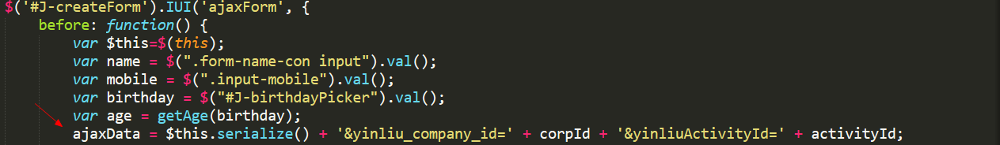 $('#J-createForm').IUI('ajaxForm', {
before: function() {
var $this=$(this);
var name = $(".form-name-con input").val();
var mobile = $(".input-mobile").val();
var birthday = $("#J-birthdayPicker").val();
var age = getAge(birthday);
ajaxData = $this.serialize() + '&yinliu_company_id=' + corpId + '&yinliuActivityId=' + activityId;